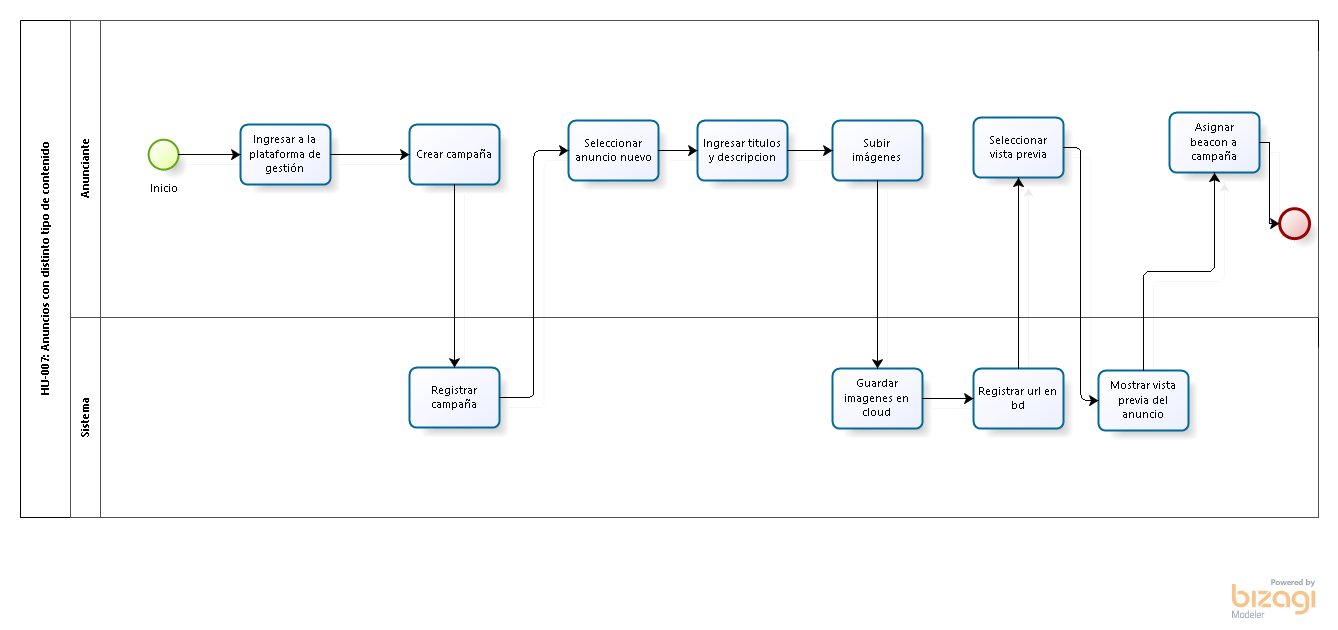 HU-007: Anuncios con distinto tipo de contenido
Anunciante
Inicio
Ingresar a la
plataforma de
gestión
Crear campaña
Seleccionar
anuncio nuevo
Ingresar titulos
y descripcion
Subir
imágenes
Seleccionar
vista previa
Asignar
beacon a
campaña
Sistema
Registrar
campaña
Guardar
imagenes en
cloud
Registrar url en
bd
Mostrar vista
previa del
anuncio
Powered by
bizagi
Modeler